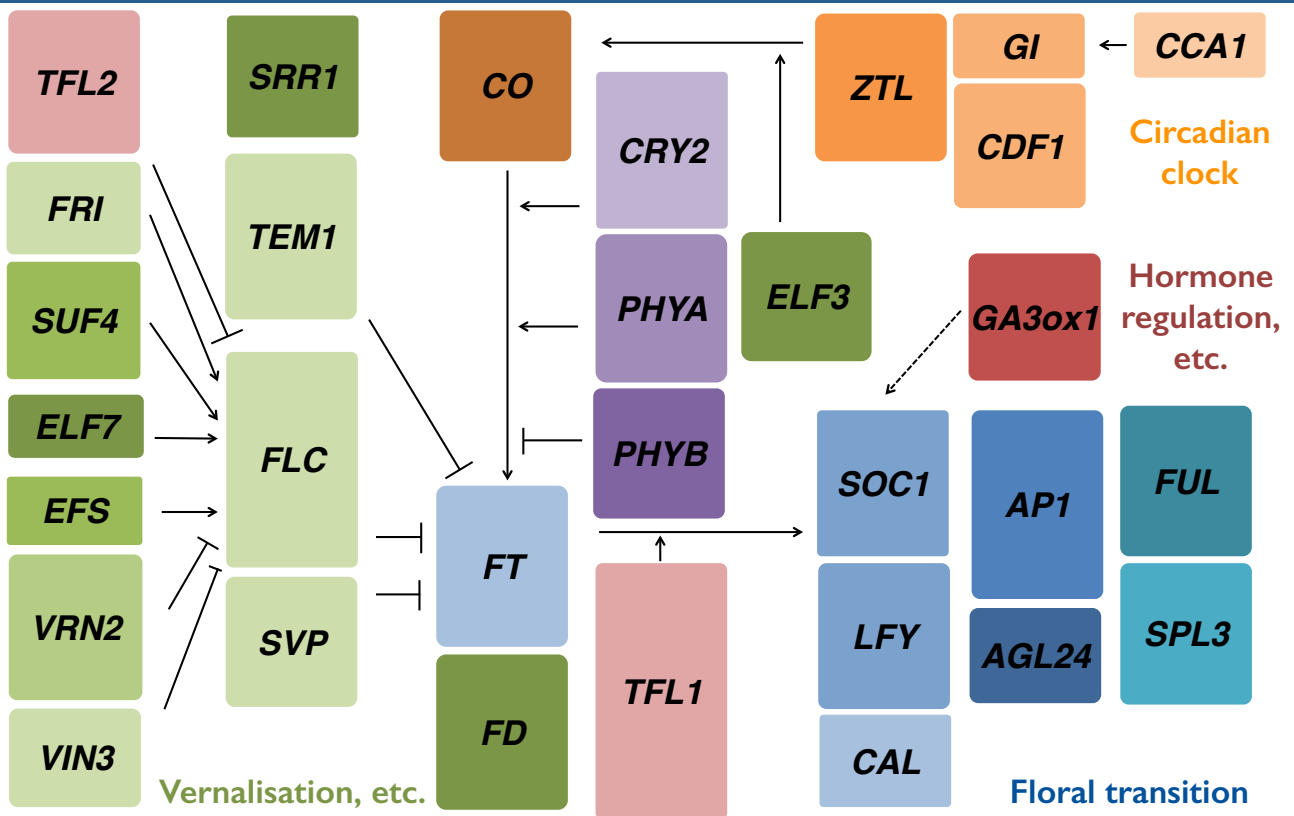 TFL2
SRR1
CO
ZTL
GI
CCA1
FRI
TEM1
CRY2
CDF1
Circadian
clock
SUF4
PHYA
ELF3
GA3ox1
Hormone
regulation,
etc.
ELF7
FLC
PHYB
SOC1
AP1
FUL
EFS
FT
VRN2
SVP
TFL1
LFY
AGL24
SPL3
VIN3
FD
CAL
Vernalisation, etc.
Floral transition